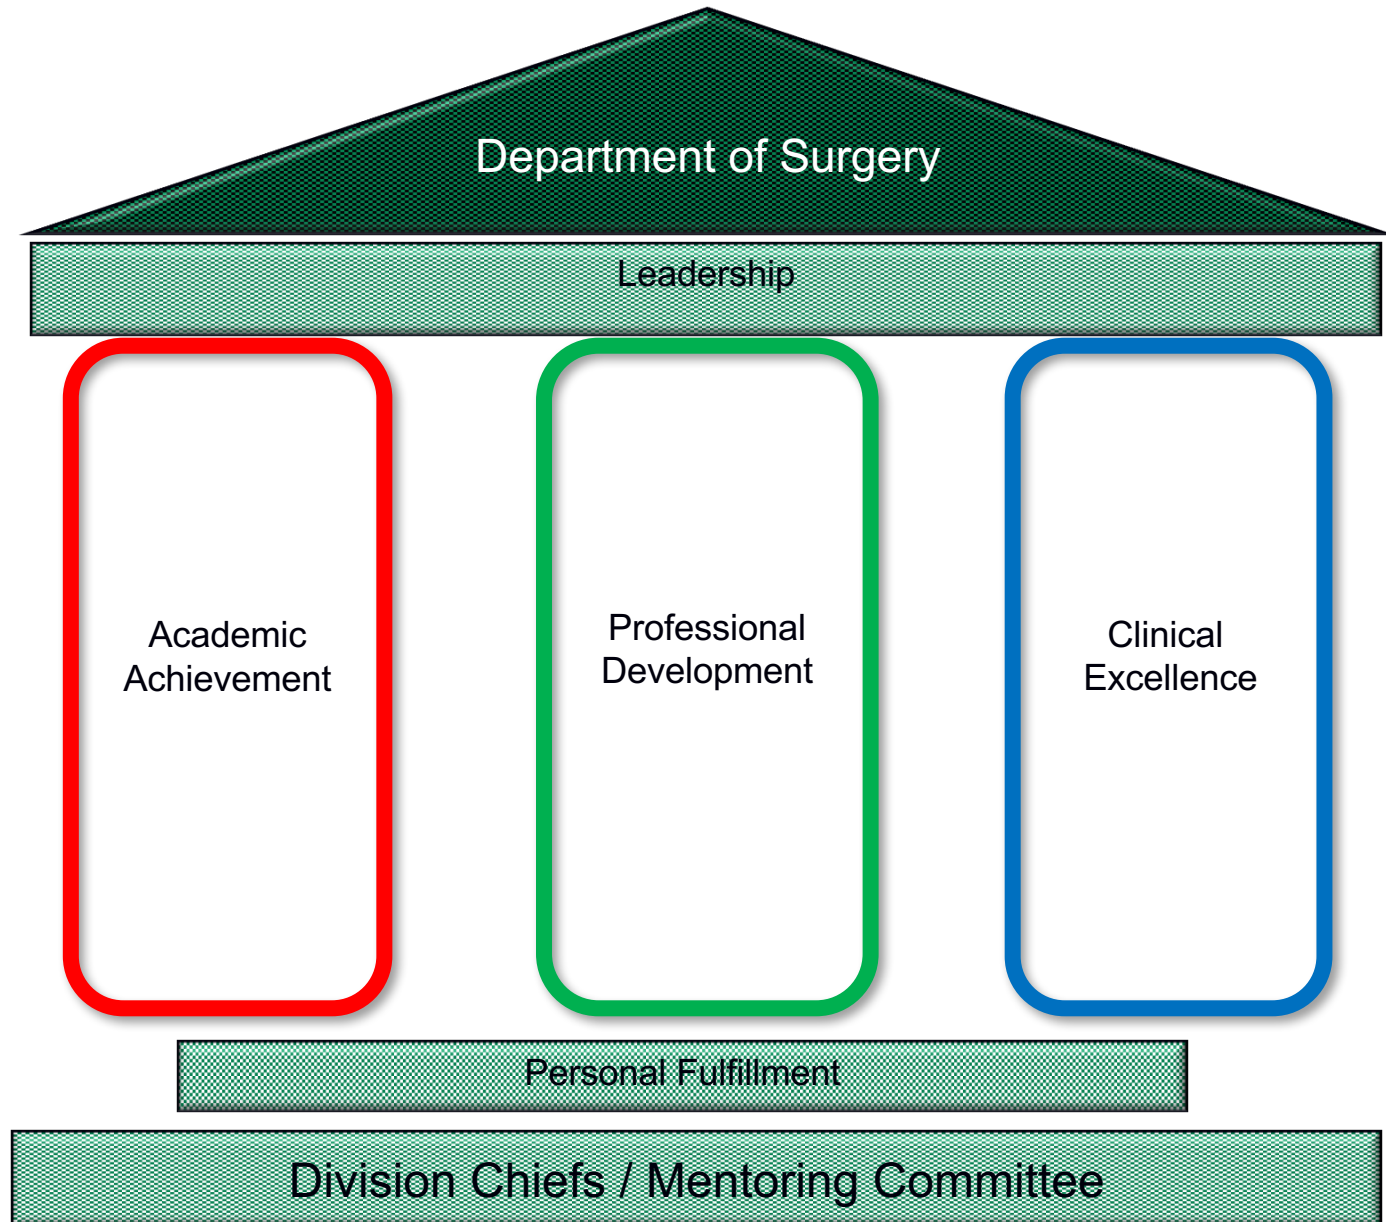 Department of Surgery
Leadership
Academic
Achievement
Professional
Development
Clinical
Excellence
Personal Fulfillment
Division Chiefs / Mentoring Committee